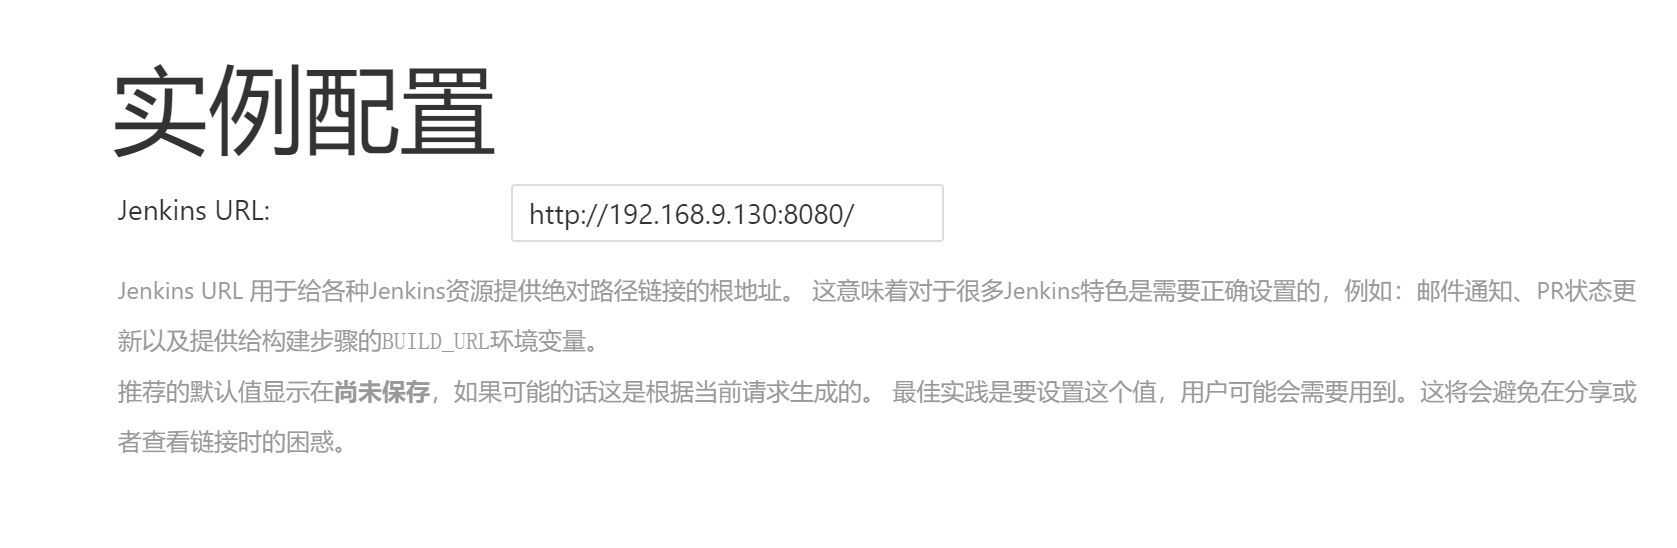 实例配置
Jenkins URL:
http://192.168.9.130:8080/
Jenkins URL 用于给各种Jenkins资源提供绝对路径链接的根地址。 这意味着对于很多Jenkins特色是需要正确设置的，例如：邮件通知、PR状态更
新以及提供给构建步骤的BUILD_URL环境变量。
推荐的默认值显示在尚未保存，如果可能的话这是根据当前请求生成的。 最佳实践是要设置这个值，用户可能会需要用到。这将会避免在分享或
者查看链接时的困惑。